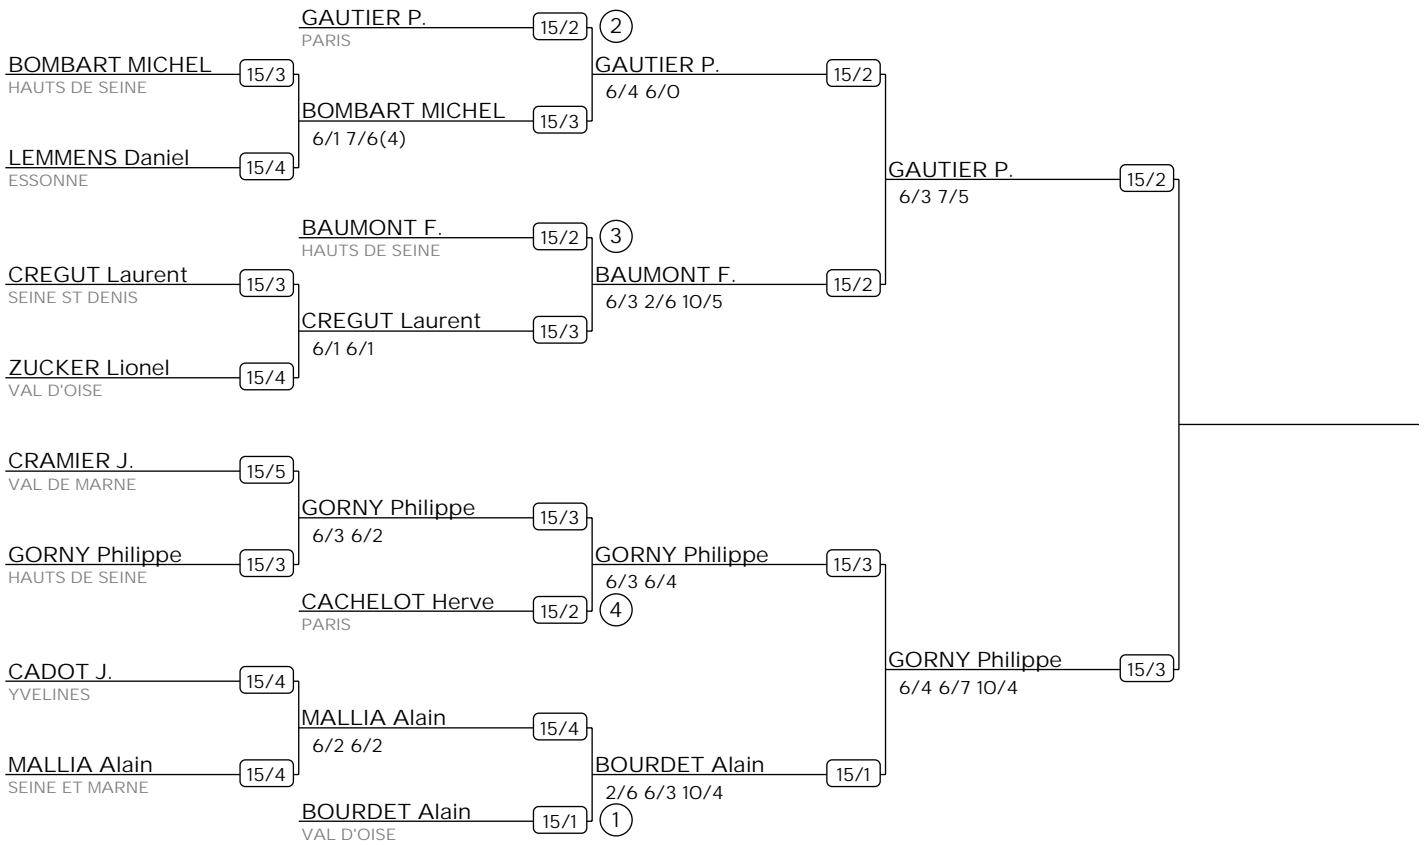 GAUTIER P. 15/2 2
PARIS
BOMBART MICHEL 15/3
HAUTS DE SEINE
GAUTIER P. 15/2
6/4 6/0
BOMBART MICHEL 15/3
6/1 7/6(4)
LEMMENS Daniel 15/4
ESSONNE
GAUTIER P. 15/2
6/3 7/5
BAUMONT F. 15/2 3
HAUTS DE SEINE
CREGUT Laurent 15/3
SEINE ST DENIS
BAUMONT F. 15/2
6/3 2/6 10/5
CREGUT Laurent 15/3
6/1 6/1
ZUCKER Lionel 15/4
VAL D'OISE
CRAMIER J. 15/5
VAL DE MARNE
GORNY Philippe 15/3
6/3 6/2
GORNY Philippe 15/3
HAUTS DE SEINE
GORNY Philippe 15/3
6/3 6/4
CACHELOT Herve 15/2 4
PARIS
GORNY Philippe 15/3
6/4 6/7 10/4
CADOT J. 15/4
YVELINES
MALLIA Alain 15/4
6/2 6/2
MALLIA Alain 15/4
SEINE ET MARNE
BOURDET Alain 15/1
2/6 6/3 10/4
BOURDET Alain 15/1 1
VAL D'OISE